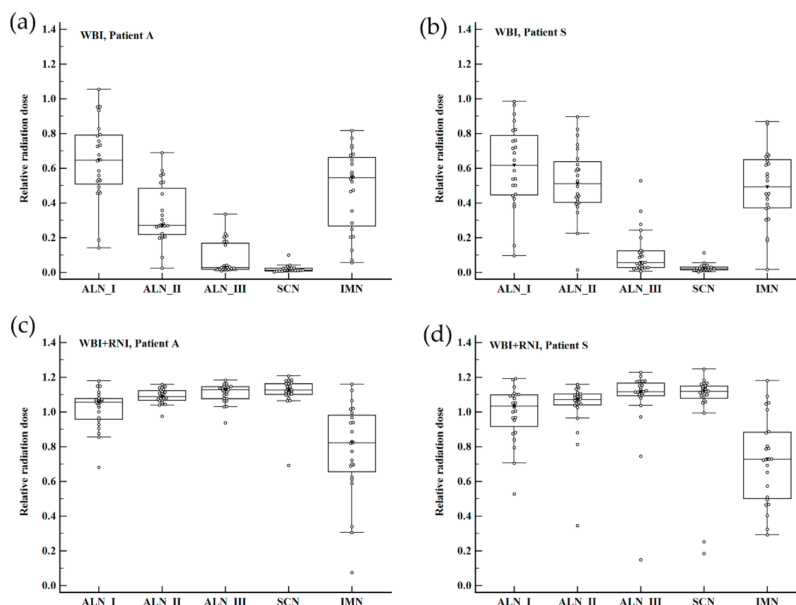 (a)
WBI, Patient A
Relative radiation dose
1.4
1.2
1.0
0.8
0.6
0.4
0.2
0.0
ALN_I ALN_II ALN_III SCN IMN
(b)
WBI, Patient S
Relative radiation dose
1.4
1.2
1.0
0.8
0.6
0.4
0.2
0.0
ALN_I ALN_II ALN_III SCN IMN
(c)
WBI+RNI, Patient A
Relative radiation dose
1.4
1.2
1.0
0.8
0.6
0.4
0.2
0.0
ALN_I ALN_II ALN_III SCN IMN
(d)
WBI+RNI, Patient S
Relative radiation dose
1.4
1.2
1.0
0.8
0.6
0.4
0.2
0.0
ALN_I ALN_II ALN_III SCN IMN